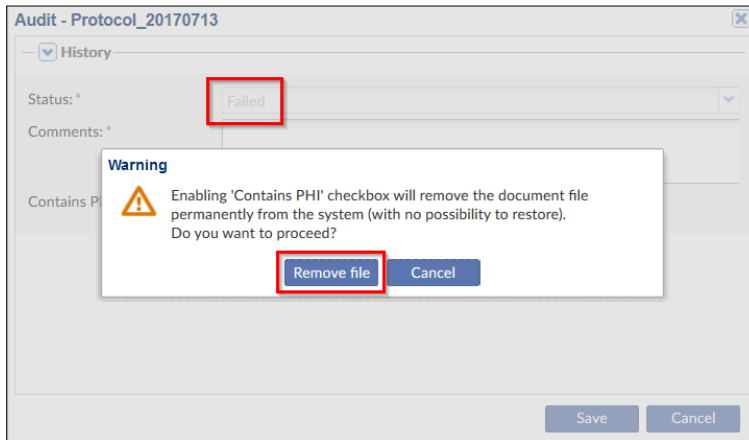 Audit - Protocol_20170713
History
Status: *
Failed
Comments: *
Warning
Enabling 'Contains PHI' checkbox will remove the document file
permanently from the system (with no possibility to restore).
Do you want to proceed?
Contains P
Remove file Cancel
Save Cancel